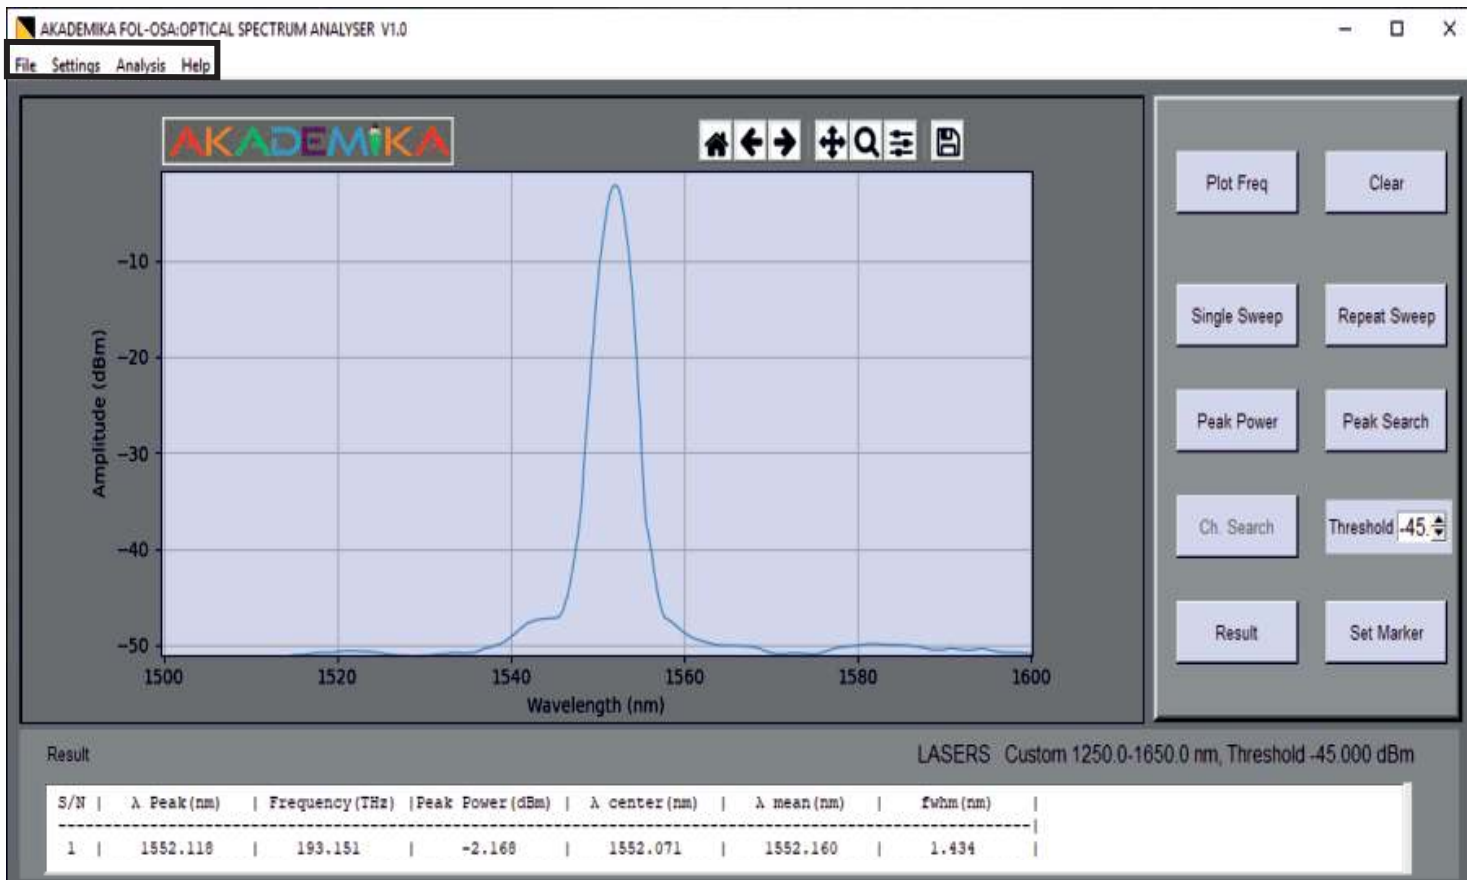 AKADEMIKA FOL-OSA:OPTICAL SPECTRUM ANALYSER V1.0
File Settings Analysis Help
AKADEMIKA
Plot Freq Clear
Single Sweep Repeat Sweep
Peak Power Peak Search
Ch. Search Threshold -45.
Result Set Marker
Amplitude (dBm)
−10
−20
−30
−40
−50
1500 1520 1540 1560 1580 1600
Wavelength (nm)
Result LASERS Custom 1250.0-1650.0 nm, Threshold -45.000 dBm
S/N | λ Peak(nm) | Frequency(THz) |Peak Power(dBm) | λ center(nm) | λ mean(nm) | fwhm(nm) |
1 | 1552.118 | 193.151 | -2.168 | 1552.071 | 1552.160 | 1.434 |